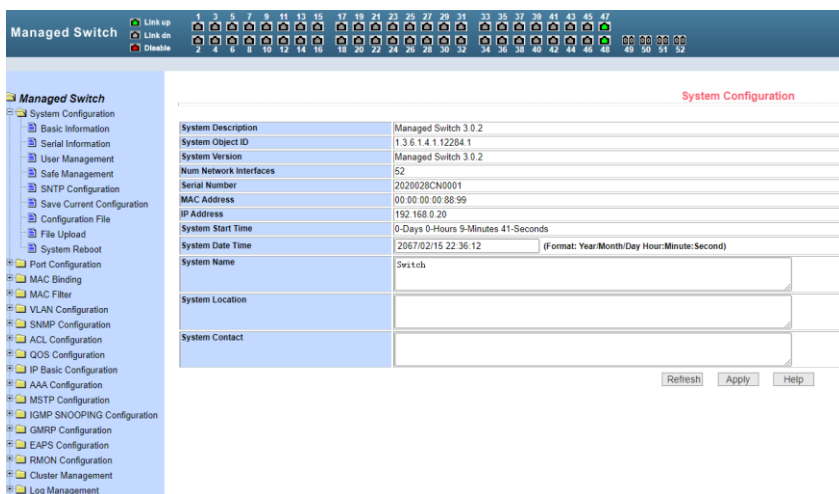 Managed Switch
Link up
Link dn
Disable
1 3 5 7 9 11 13 15 17 19 21 23 25 27 29 31 33 35 37 39 41 43 45 47
2 4 6 8 10 12 14 16 18 20 22 24 26 28 30 32 34 36 38 40 42 44 46 48 49 50 51 52
Managed Switch
System Configuration
Basic Information
Serial Information
User Management
Safe Management
SNTP Configuration
Save Current Configuration
Configuration File
File Upload
System Reboot
Port Configuration
MAC Binding
MAC Filter
VLAN Configuration
SNMP Configuration
ACL Configuration
QOS Configuration
IP Basic Configuration
AAA Configuration
MSTP Configuration
IGMP SNOOPING Configuration
GMRP Configuration
EAPS Configuration
RMON Configuration
Cluster Management
Log Management
System Configuration
System Description Managed Switch 3.0.2
System Object ID 1.3.6.1.4.1.12284.1
System Version Managed Switch 3.0.2
Num Network Interfaces 52
Serial Number 2020028CN0001
MAC Address 00:00:00:00:88:99
IP Address 192.168.0.20
System Start Time 0-Days 0-Hours 9-Minutes 41-Seconds
System Date Time 2067/02/15 22:36:12 (Format: Year/Month/Day Hour:Minute:Second)
System Name Switch
System Location
System Contact
Refresh Apply Help